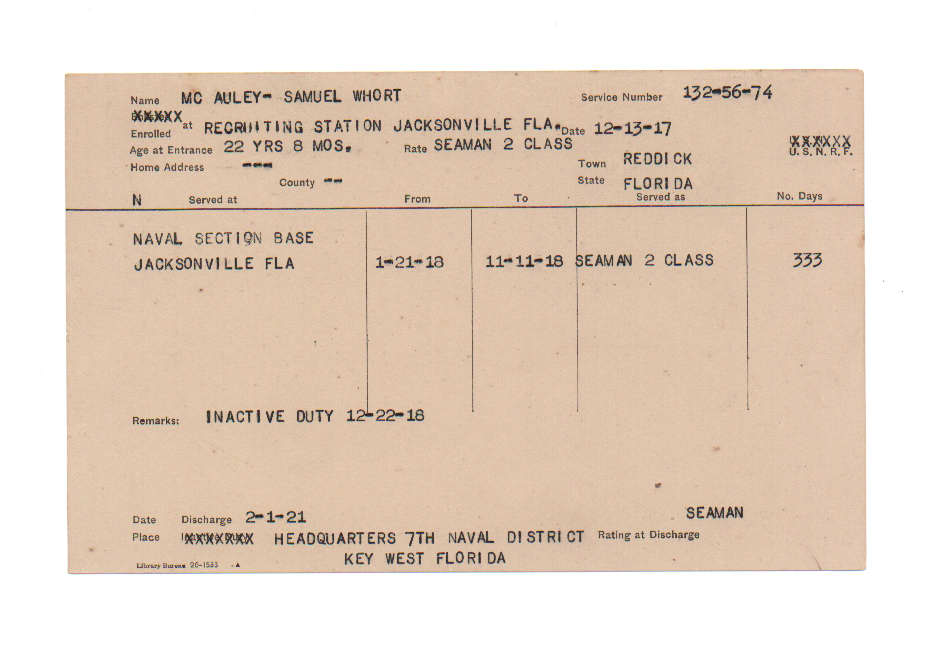 Name MC AULEY- SAMUEL WHORT Service Number 132-56-74
XXXXX
Enrolled at RECRUITING STATION JACKSONVILLE FLA. Date 12-13-17
Age at Entrance 22 YRS 8 MOS. Rate SEAMAN 2 CLASS XXXXXX U. S. N. R. F.
Home Address --- Town REDDICK
County -- State FLORIDA
N Served at From To Served as No. Days
NAVAL SECTION BASE
JACKSONVILLE FLA 1-21-18 11-11-18 SEAMAN 2 CLASS 333
Remarks: INACTIVE DUTY 12-22-18
Date Discharge 2-1-21 SEAMAN
Place XXXXXXX HEADQUARTERS 7TH NAVAL DISTRICT Rating at Discharge
KEY WEST FLORIDA
Library Bureau 26-1533 A